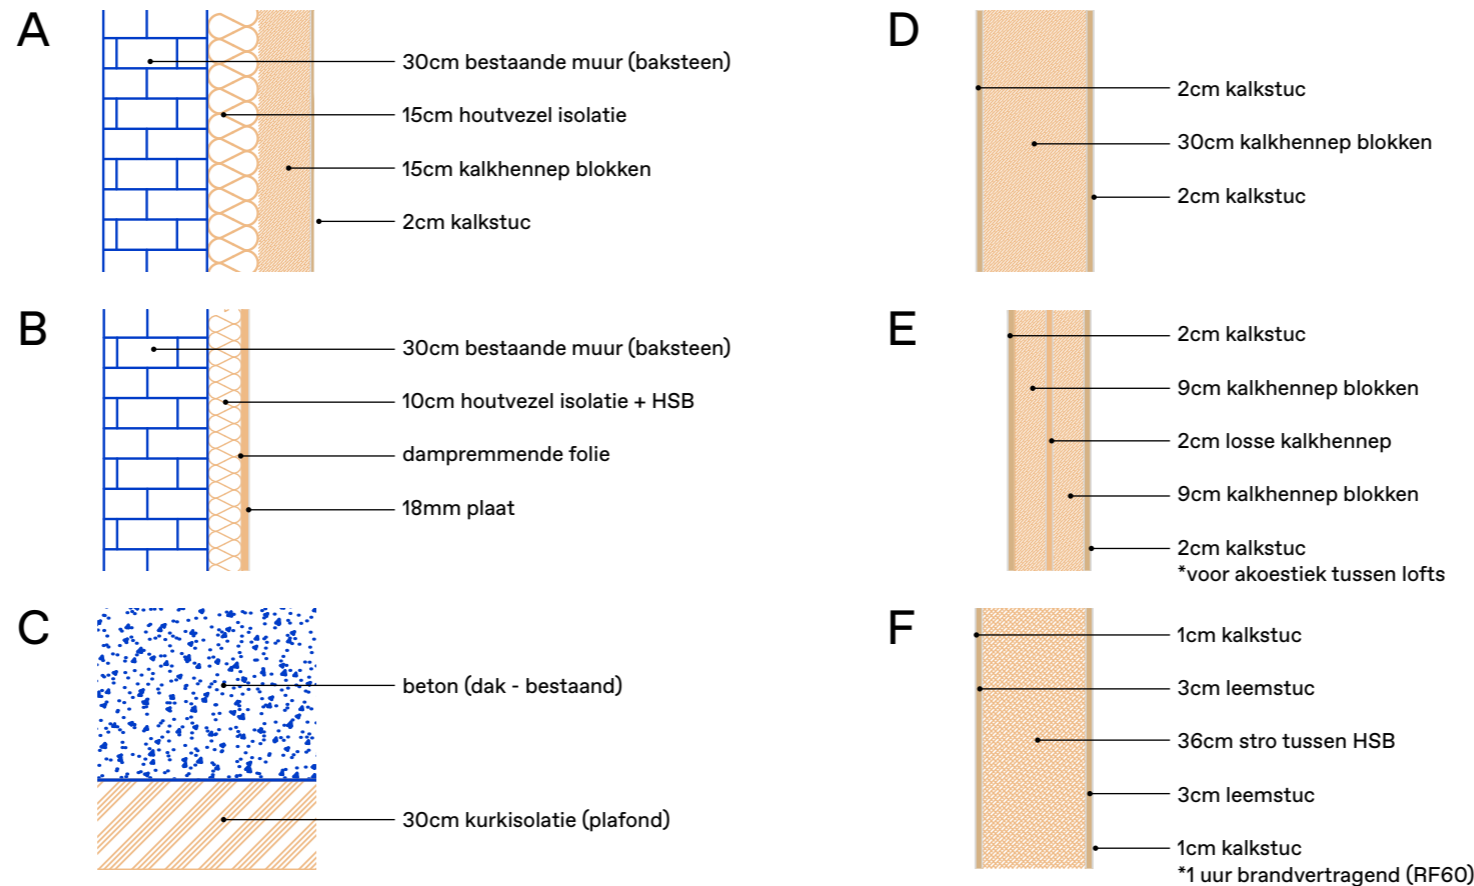 A
30cm bestaande muur (baksteen)
15cm houtvezel isolatie
15cm kalkhennep blokken
2cm kalkstuc
B
30cm bestaande muur (baksteen)
10cm houtvezel isolatie + HSB
dampremmende folie
18mm plaat
C
beton (dak - bestaand)
30cm kurkisolatie (plafond)
D
2cm kalkstuc
30cm kalkhennep blokken
2cm kalkstuc
E
2cm kalkstuc
9cm kalkhennep blokken
2cm losse kalkhennep
9cm kalkhennep blokken
2cm kalkstuc
*voor akoestiek tussen lofts
F
1cm kalkstuc
3cm leemstuc
36cm stro tussen HSB
3cm leemstuc
1cm kalkstuc
*1 uur brandvertragend (RF60)